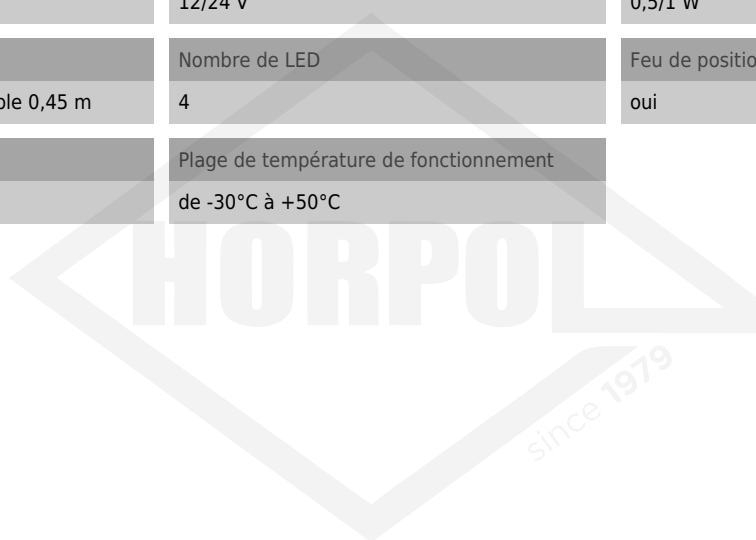 12/24 V
0,5/1 W
Nombre de LED
Feu de positio
ble 0,45 m
4
oui
Plage de température de fonctionnement
de -30°C à +50°C
HORPOL
since 1979